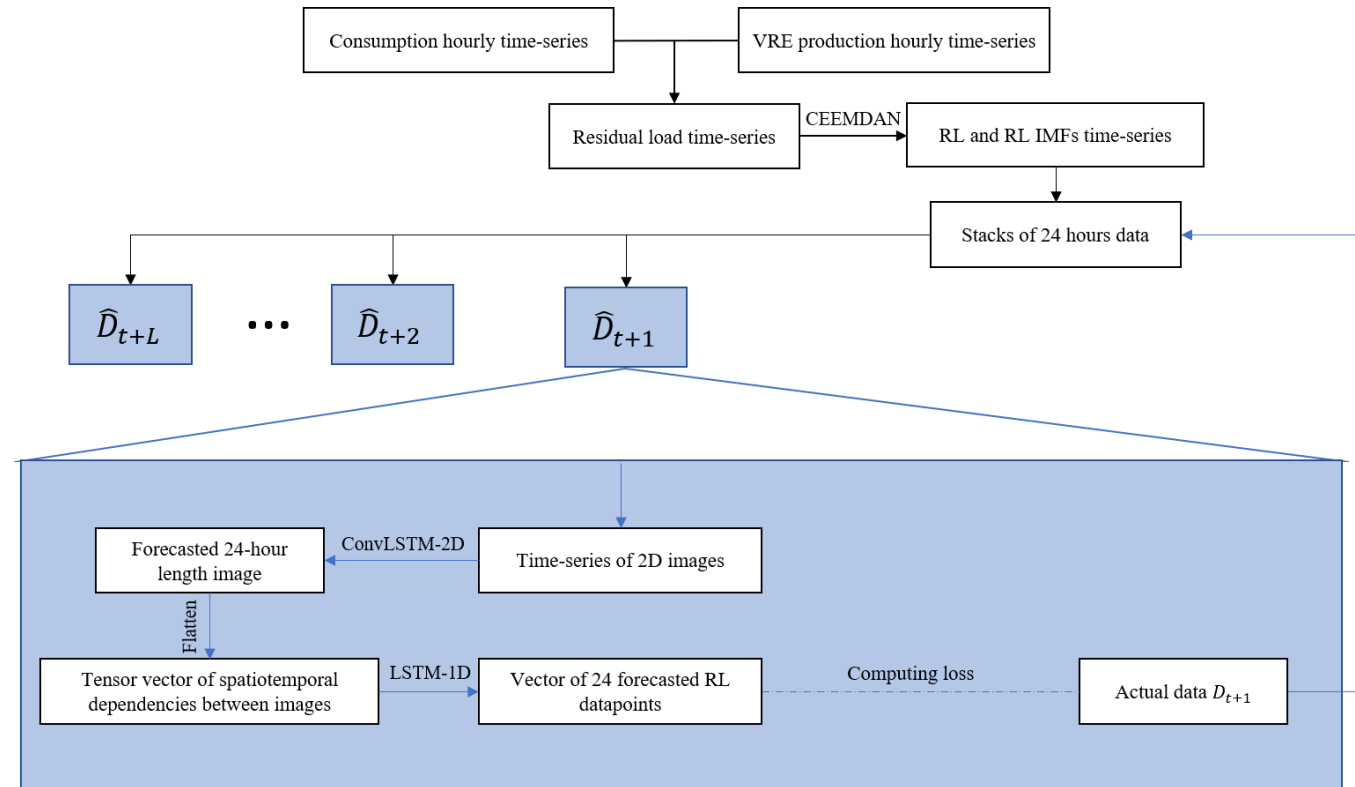 Consumption hourly time-series
VRE production hourly time-series
Residual load time-series
CEEMDAN
RL and RL IMFs time-series
Stacks of 24 hours data
D̂ₜ₊L
...
D̂ₜ₊₂
D̂ₜ₊₁
Forecasted 24-hour
length image
ConvLSTM-2D
Time-series of 2D images
Flatten
Tensor vector of spatiotemporal
dependencies between images
LSTM-1D
Vector of 24 forecasted RL
datapoints
Computing loss
Actual data Dₜ₊₁